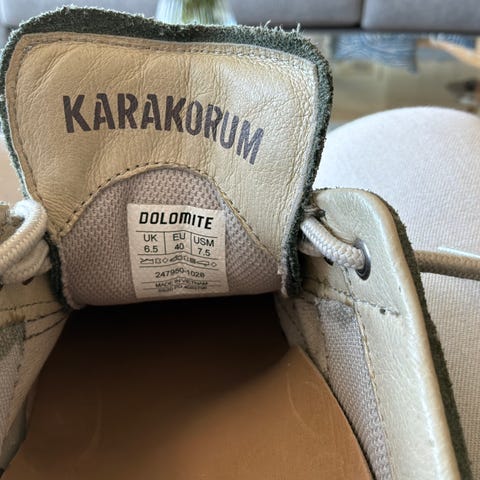 KARAKORUM
DOLOMITE
UK EU USM
6.5 40 7.5
247950-1028
MADE IN VIETNAM